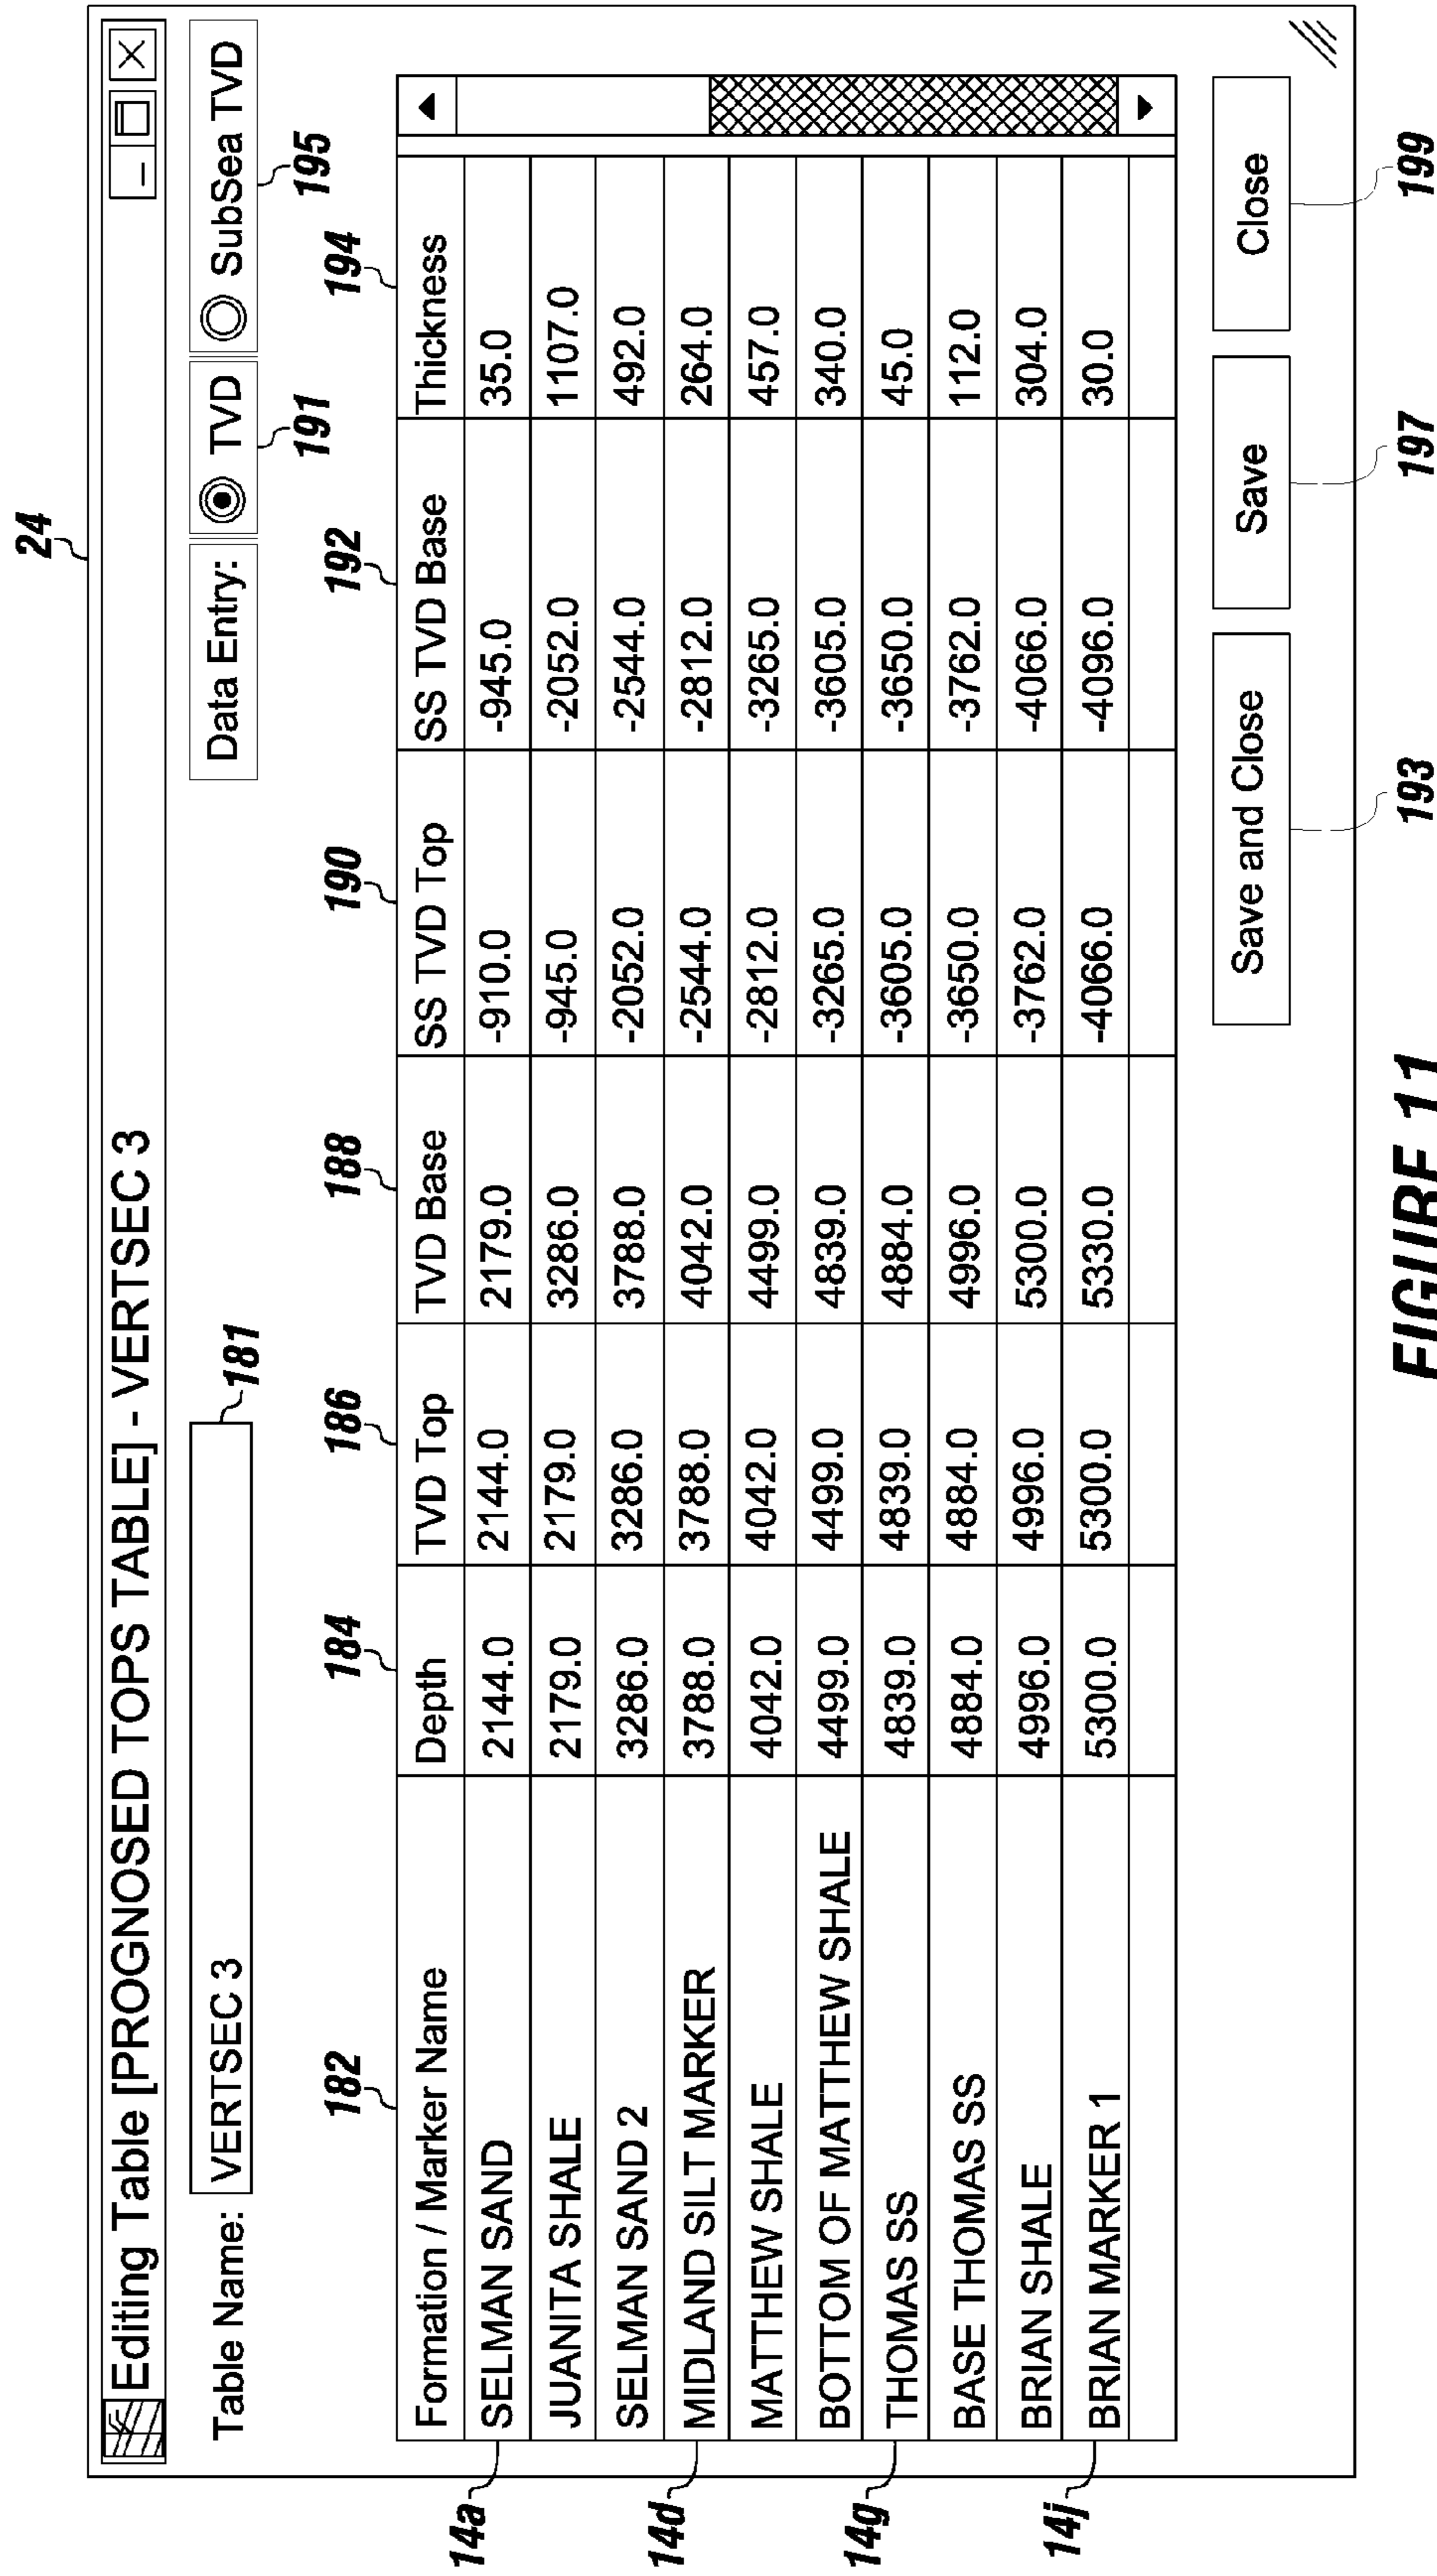 24
Editing Table [PROGNOSED TOPS TABLE] - VERTSEC 3
Table Name: VERTSEC 3 181 Data Entry: TVD SubSea TVD
191 195
182 184 186 188 190 192 194
Formation / Marker Name Depth TVD Top TVD Base SS TVD Top SS TVD Base Thickness
14a SELMAN SAND 2144.0 2144.0 2179.0 -910.0 -945.0 35.0
JUANITA SHALE 2179.0 2179.0 3286.0 -945.0 -2052.0 1107.0
SELMAN SAND 2 3286.0 3286.0 3788.0 -2052.0 -2544.0 492.0
14d MIDLAND SILT MARKER 3788.0 3788.0 4042.0 -2544.0 -2812.0 264.0
MATTHEW SHALE 4042.0 4042.0 4499.0 -2812.0 -3265.0 457.0
BOTTOM OF MATTHEW SHALE 4499.0 4499.0 4839.0 -3265.0 -3605.0 340.0
14g THOMAS SS 4839.0 4839.0 4884.0 -3605.0 -3650.0 45.0
BASE THOMAS SS 4884.0 4884.0 4996.0 -3650.0 -3762.0 112.0
BRIAN SHALE 4996.0 4996.0 5300.0 -3762.0 -4066.0 304.0
14j BRIAN MARKER 1 5300.0 5300.0 5330.0 -4066.0 -4096.0 30.0
Save and Close Save Close
193 197 199
FIGURE 11